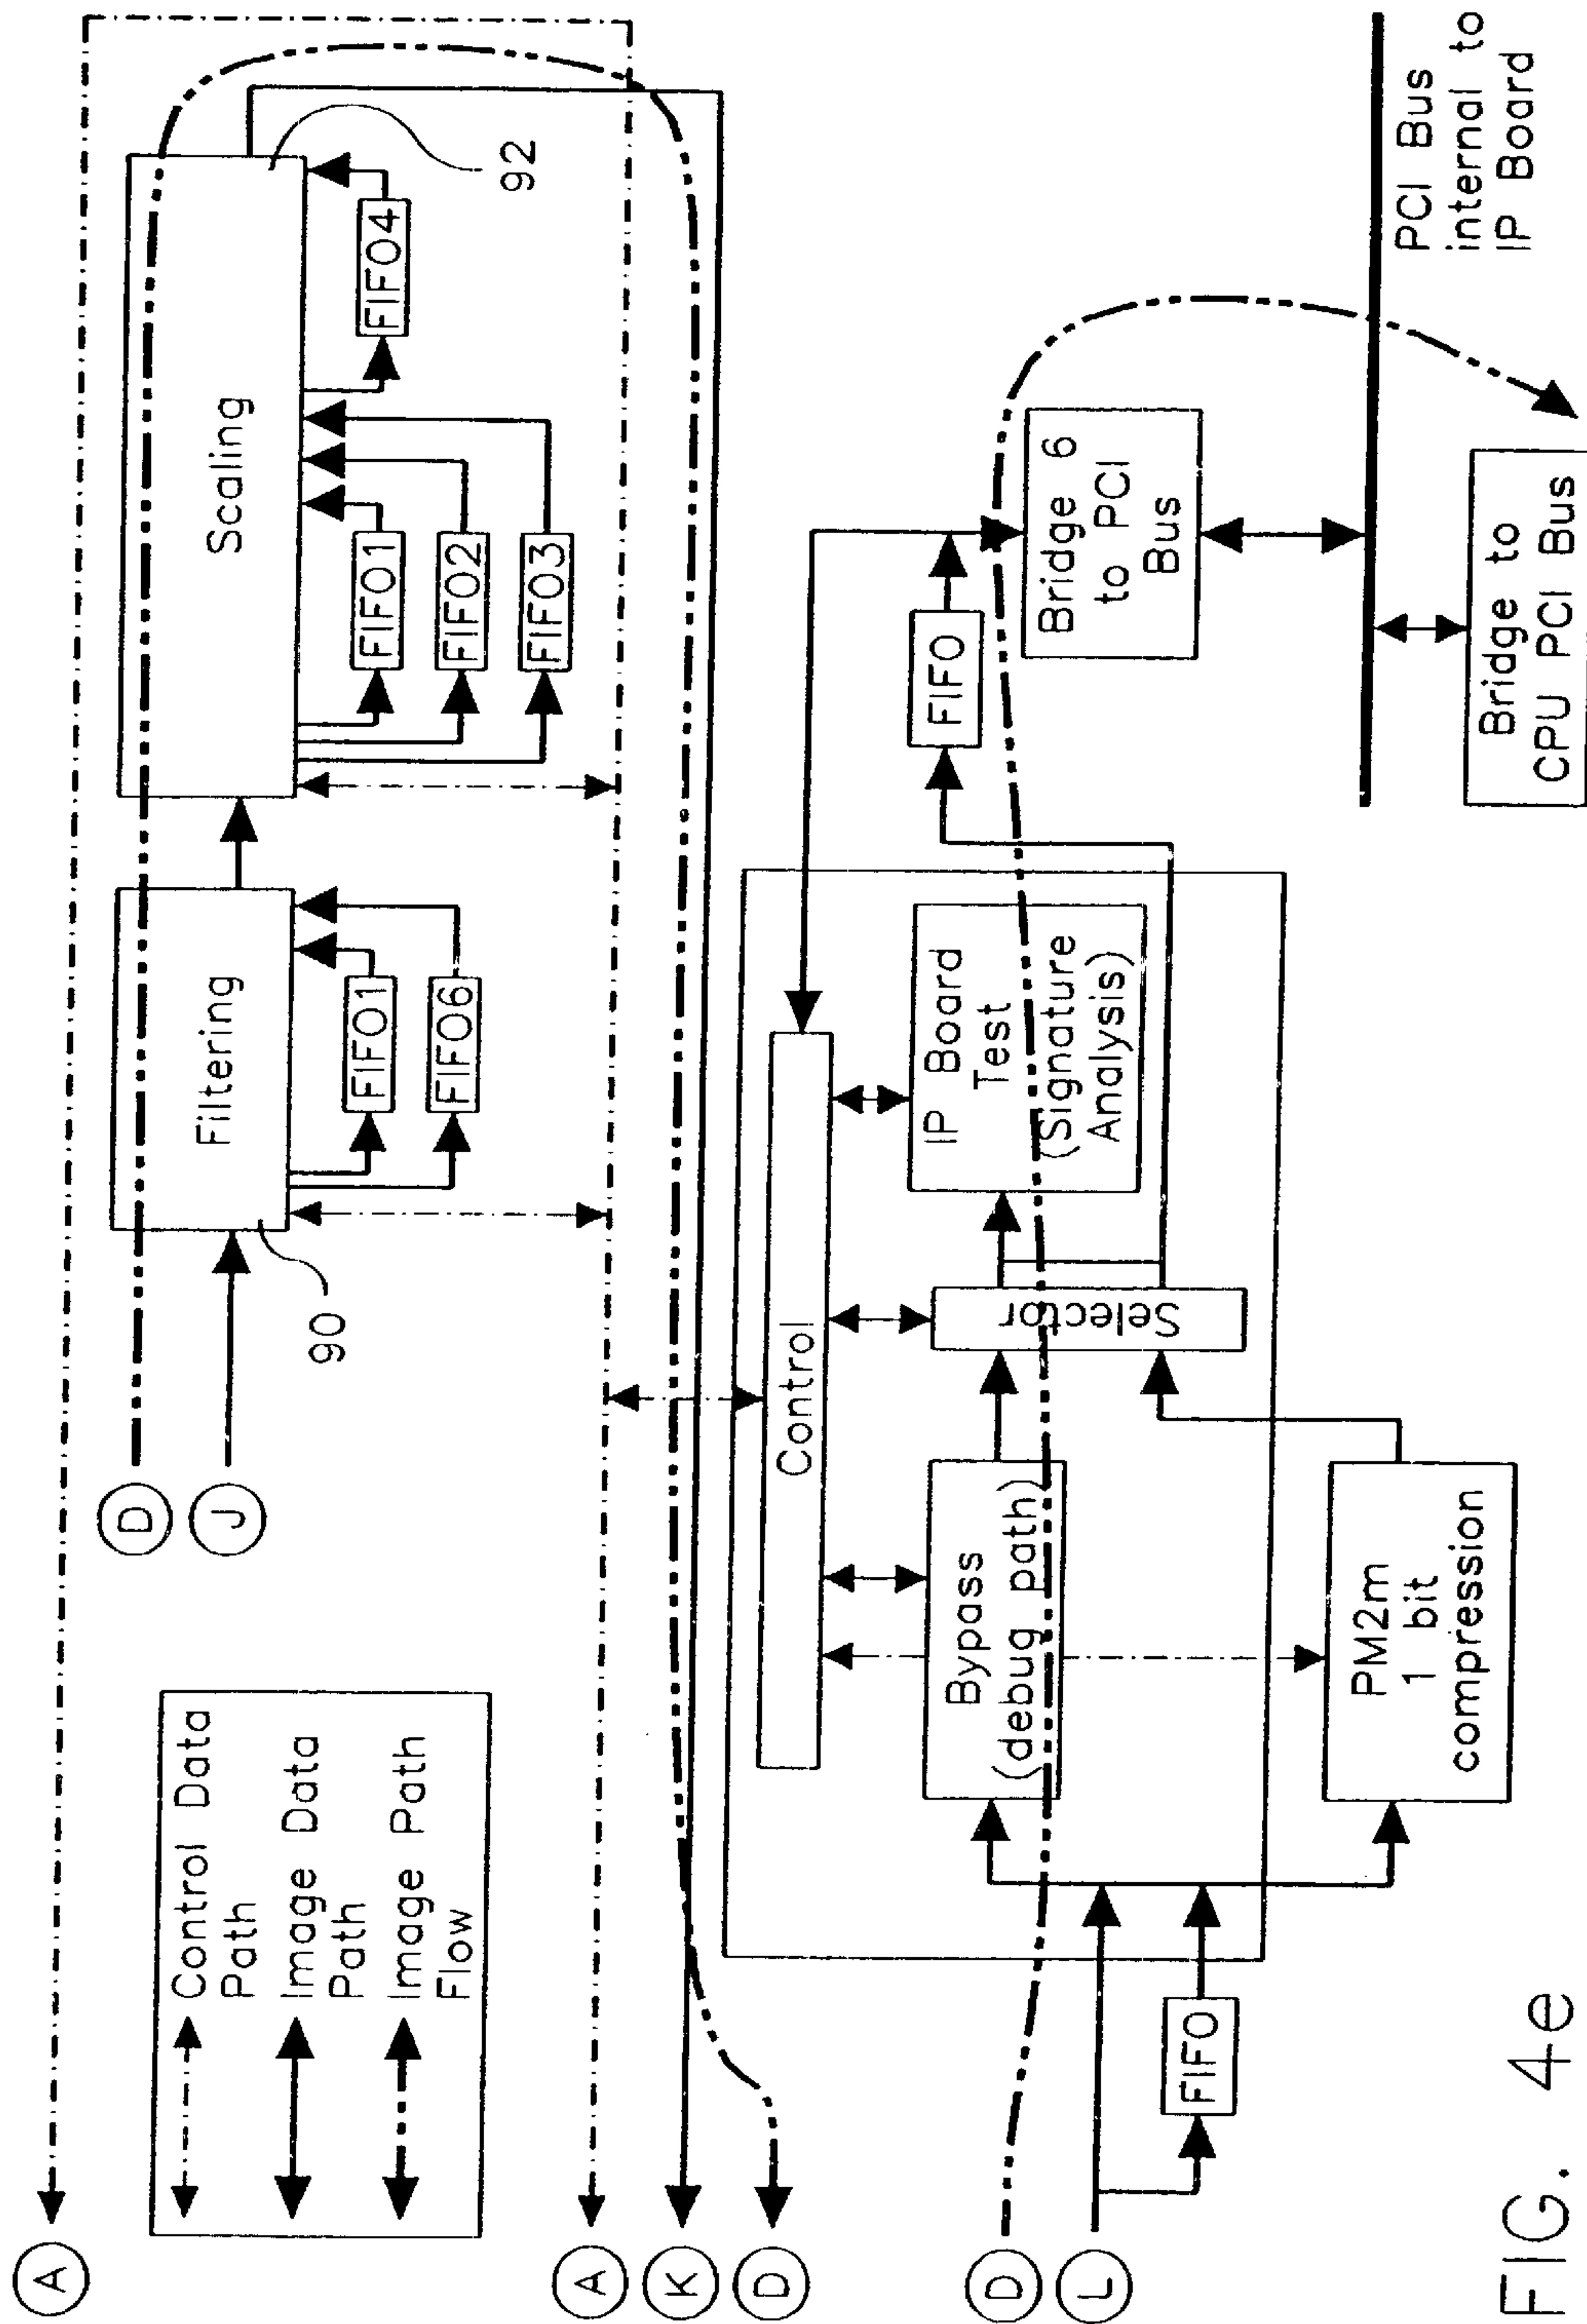 A
Control Data
Path
Image Data
Path
Image Path
Flow
D
J
Filtering
FIFO1
FIFO6
90
Scaling
FIFO1
FIFO2
FIFO3
FIFO4
92
A
K
D
D
L
FIFO
Control
Bypass
(debug path)
Selector
IP Board
Test
(Signature
Analysis)
PM2m
1 bit
compression
FIFO
Bridge 6
to PCI
Bus
PCI Bus
internal to
IP Board
Bridge to
CPU PCI Bus
FIG. 4e